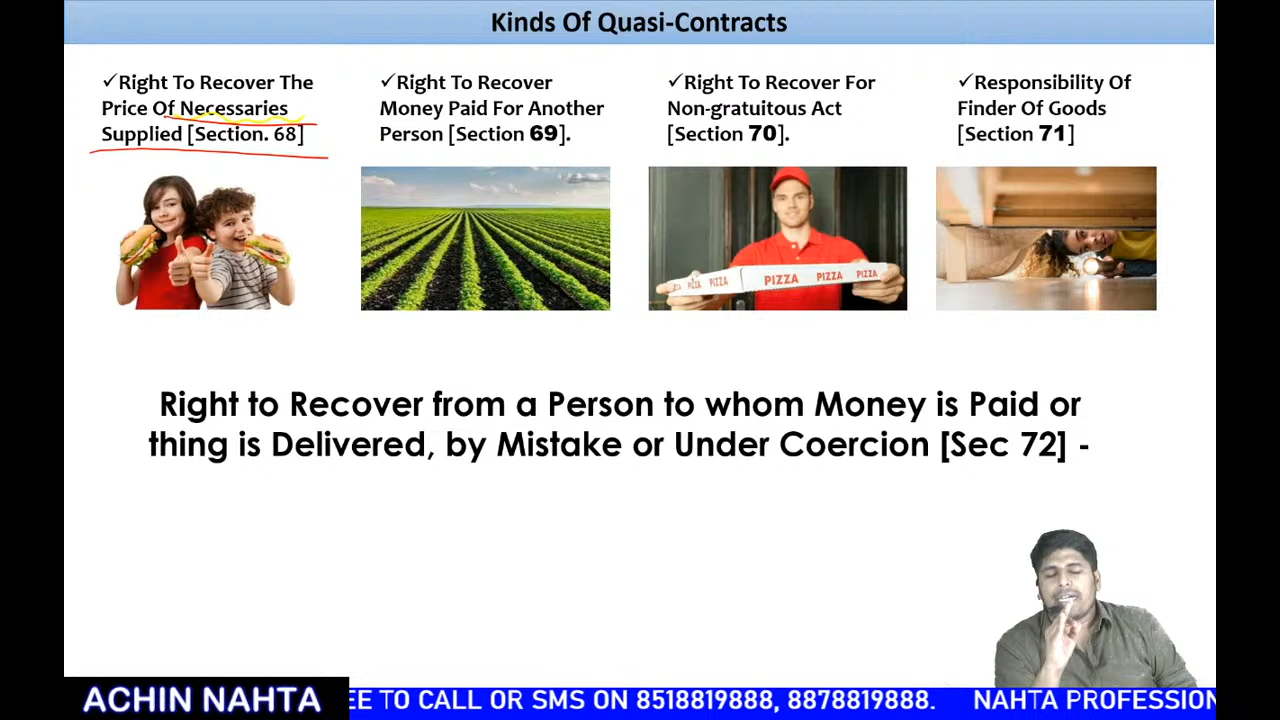 Kinds Of Quasi-Contracts
✓Right To Recover The
Price Of Necessaries
Supplied [Section. 68]
✓Right To Recover
Money Paid For Another
Person [Section 69].
✓Right To Recover For
Non-gratuitous Act
[Section 70].
✓Responsibility Of
Finder Of Goods
[Section 71]
PIZZA PIZZA PIZZA PIZZA PIZZA
Right to Recover from a Person to whom Money is Paid or
thing is Delivered, by Mistake or Under Coercion [Sec 72] -
ACHIN NAHTA
EE TO CALL OR SMS ON 8518819888, 8878819888. NAHTA PROFESSION